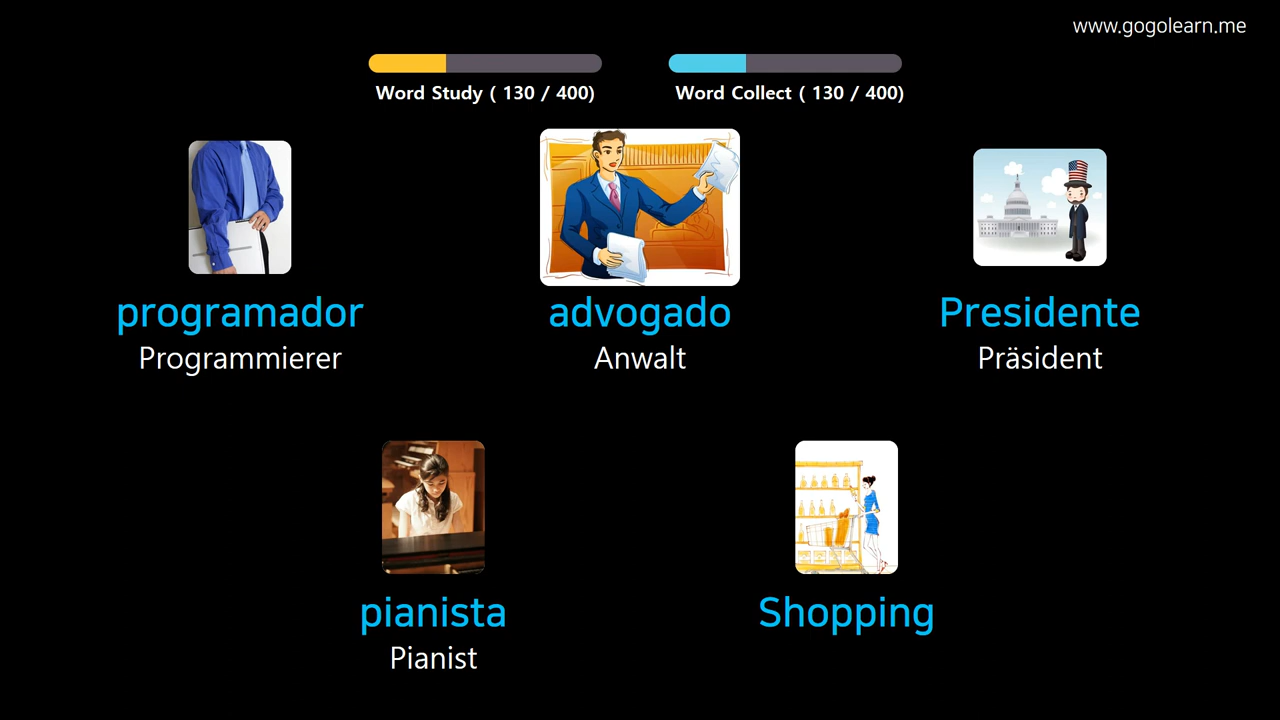 www.gogolearn.me
Word Study ( 130 / 400)
Word Collect ( 130 / 400)
programador
Programmierer
advogado
Anwalt
Presidente
Präsident
pianista
Pianist
Shopping